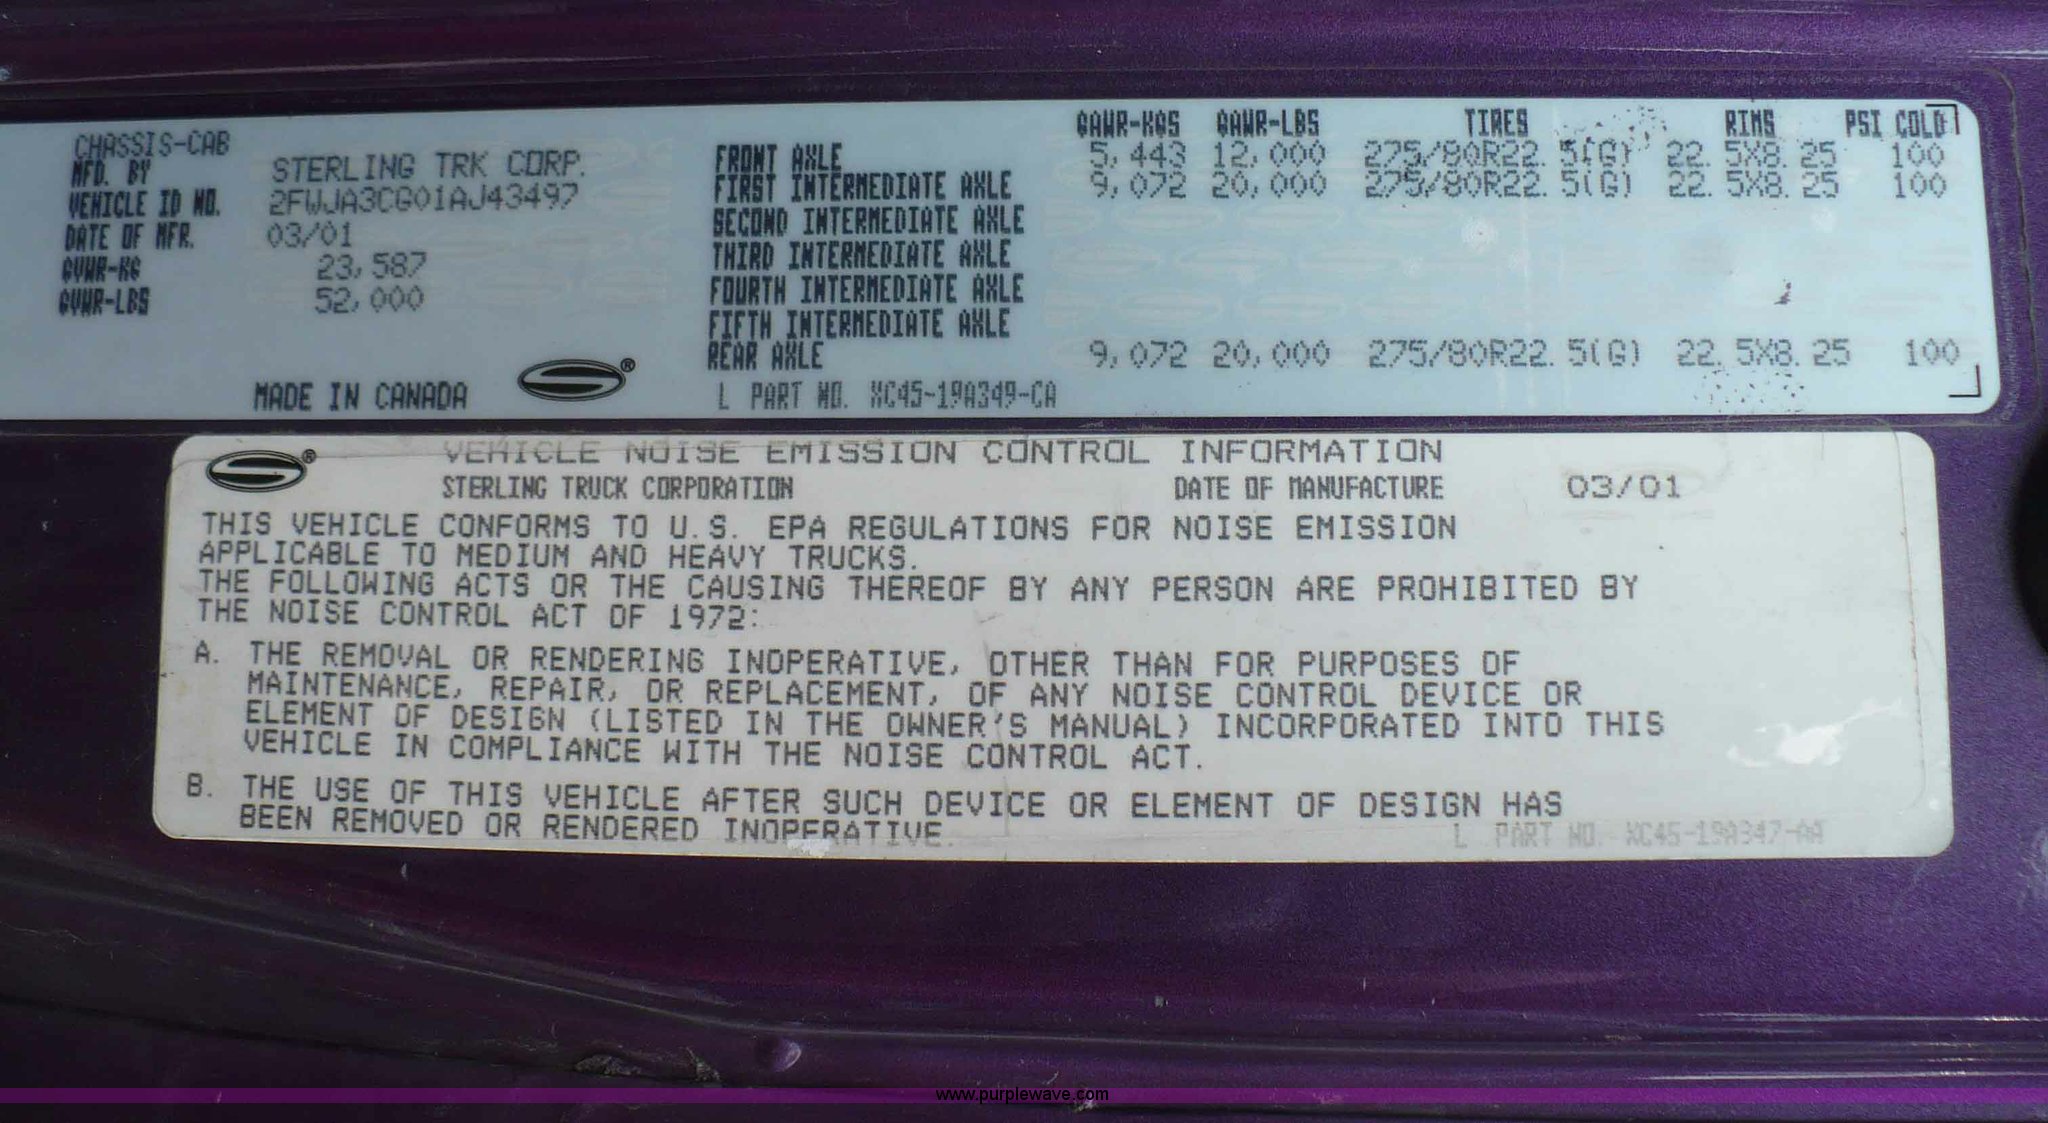 CHASSIS-CAB
MFD. BY STERLING TRK CORP.
VEHICLE ID NO. 2FWJA3CG01AJ43497
DATE OF MFR. 03/01
GVWR-KG 23,587
GVWR-LBS 52,000
MADE IN CANADA ®
GAWR-KGS GAWR-LBS TIRES RIMS PSI COLD
FRONT AXLE 5,443 12,000 275/80R22.5(G) 22.5X8.25 100
FIRST INTERMEDIATE AXLE 9,072 20,000 275/80R22.5(G) 22.5X8.25 100
SECOND INTERMEDIATE AXLE
THIRD INTERMEDIATE AXLE
FOURTH INTERMEDIATE AXLE
FIFTH INTERMEDIATE AXLE
REAR AXLE 9,072 20,000 275/80R22.5(G) 22.5X8.25 100
L PART NO. XC45-19A349-CA
® VEHICLE NOISE EMISSION CONTROL INFORMATION
STERLING TRUCK CORPORATION DATE OF MANUFACTURE 03/01
THIS VEHICLE CONFORMS TO U.S. EPA REGULATIONS FOR NOISE EMISSION
APPLICABLE TO MEDIUM AND HEAVY TRUCKS.
THE FOLLOWING ACTS OR THE CAUSING THEREOF BY ANY PERSON ARE PROHIBITED BY
THE NOISE CONTROL ACT OF 1972:
A. THE REMOVAL OR RENDERING INOPERATIVE, OTHER THAN FOR PURPOSES OF
MAINTENANCE, REPAIR, OR REPLACEMENT, OF ANY NOISE CONTROL DEVICE OR
ELEMENT OF DESIGN (LISTED IN THE OWNER'S MANUAL) INCORPORATED INTO THIS
VEHICLE IN COMPLIANCE WITH THE NOISE CONTROL ACT.
B. THE USE OF THIS VEHICLE AFTER SUCH DEVICE OR ELEMENT OF DESIGN HAS
BEEN REMOVED OR RENDERED INOPERATIVE.
L PART NO. XC45-19A347-AA
www.purplewave.com